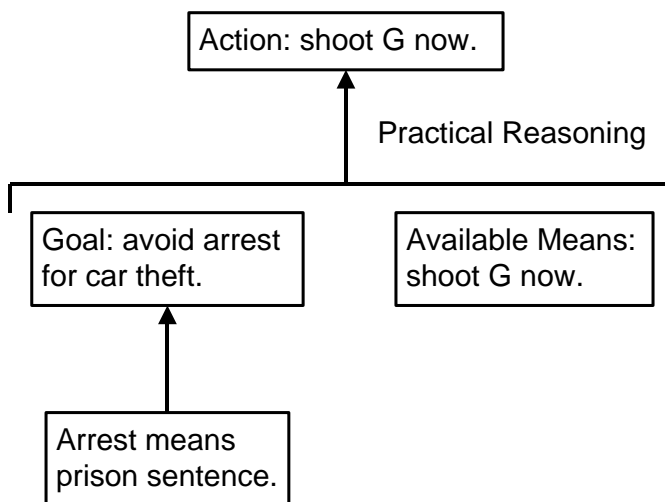 Action: shoot G now.
Practical Reasoning
Goal: avoid arrest
for car theft.
Available Means:
shoot G now.
Arrest means
prison sentence.